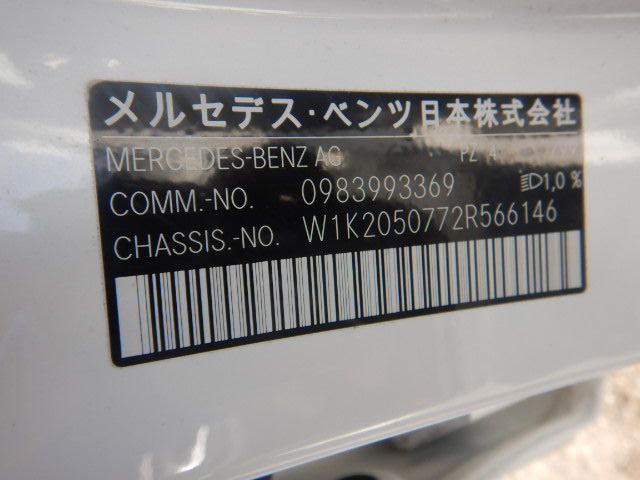 メルセデス・ベンツ日本株式会社
MERCEDES-BENZ AG PZ A
COMM.-NO. 0983993369 1,0 %
CHASSIS.-NO. W1K2050772R566146